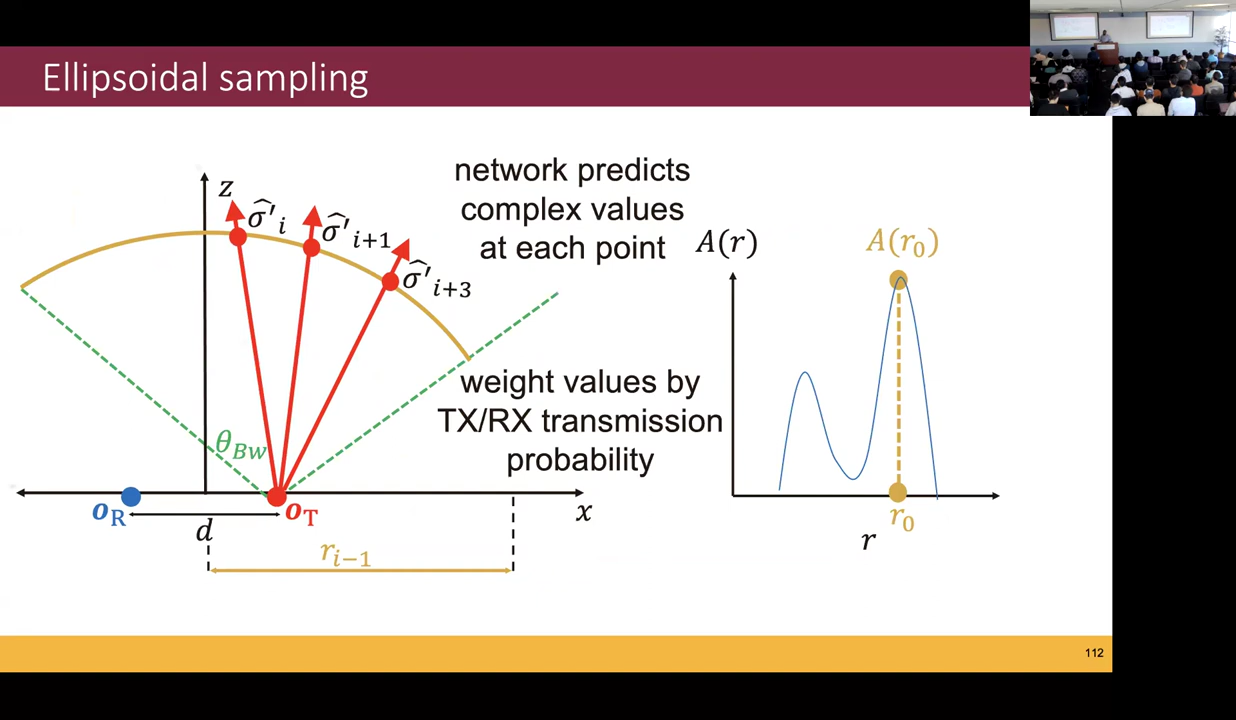 Ellipsoidal sampling
network predicts
complex values
at each point
z
σ̂′ᵢ
σ̂′ᵢ₊₁
σ̂′ᵢ₊₃
A(r)
A(r₀)
weight values by
TX/RX transmission
probability
θ_Bw
o_R
o_T
x
d
rᵢ₋₁
r₀
r
112